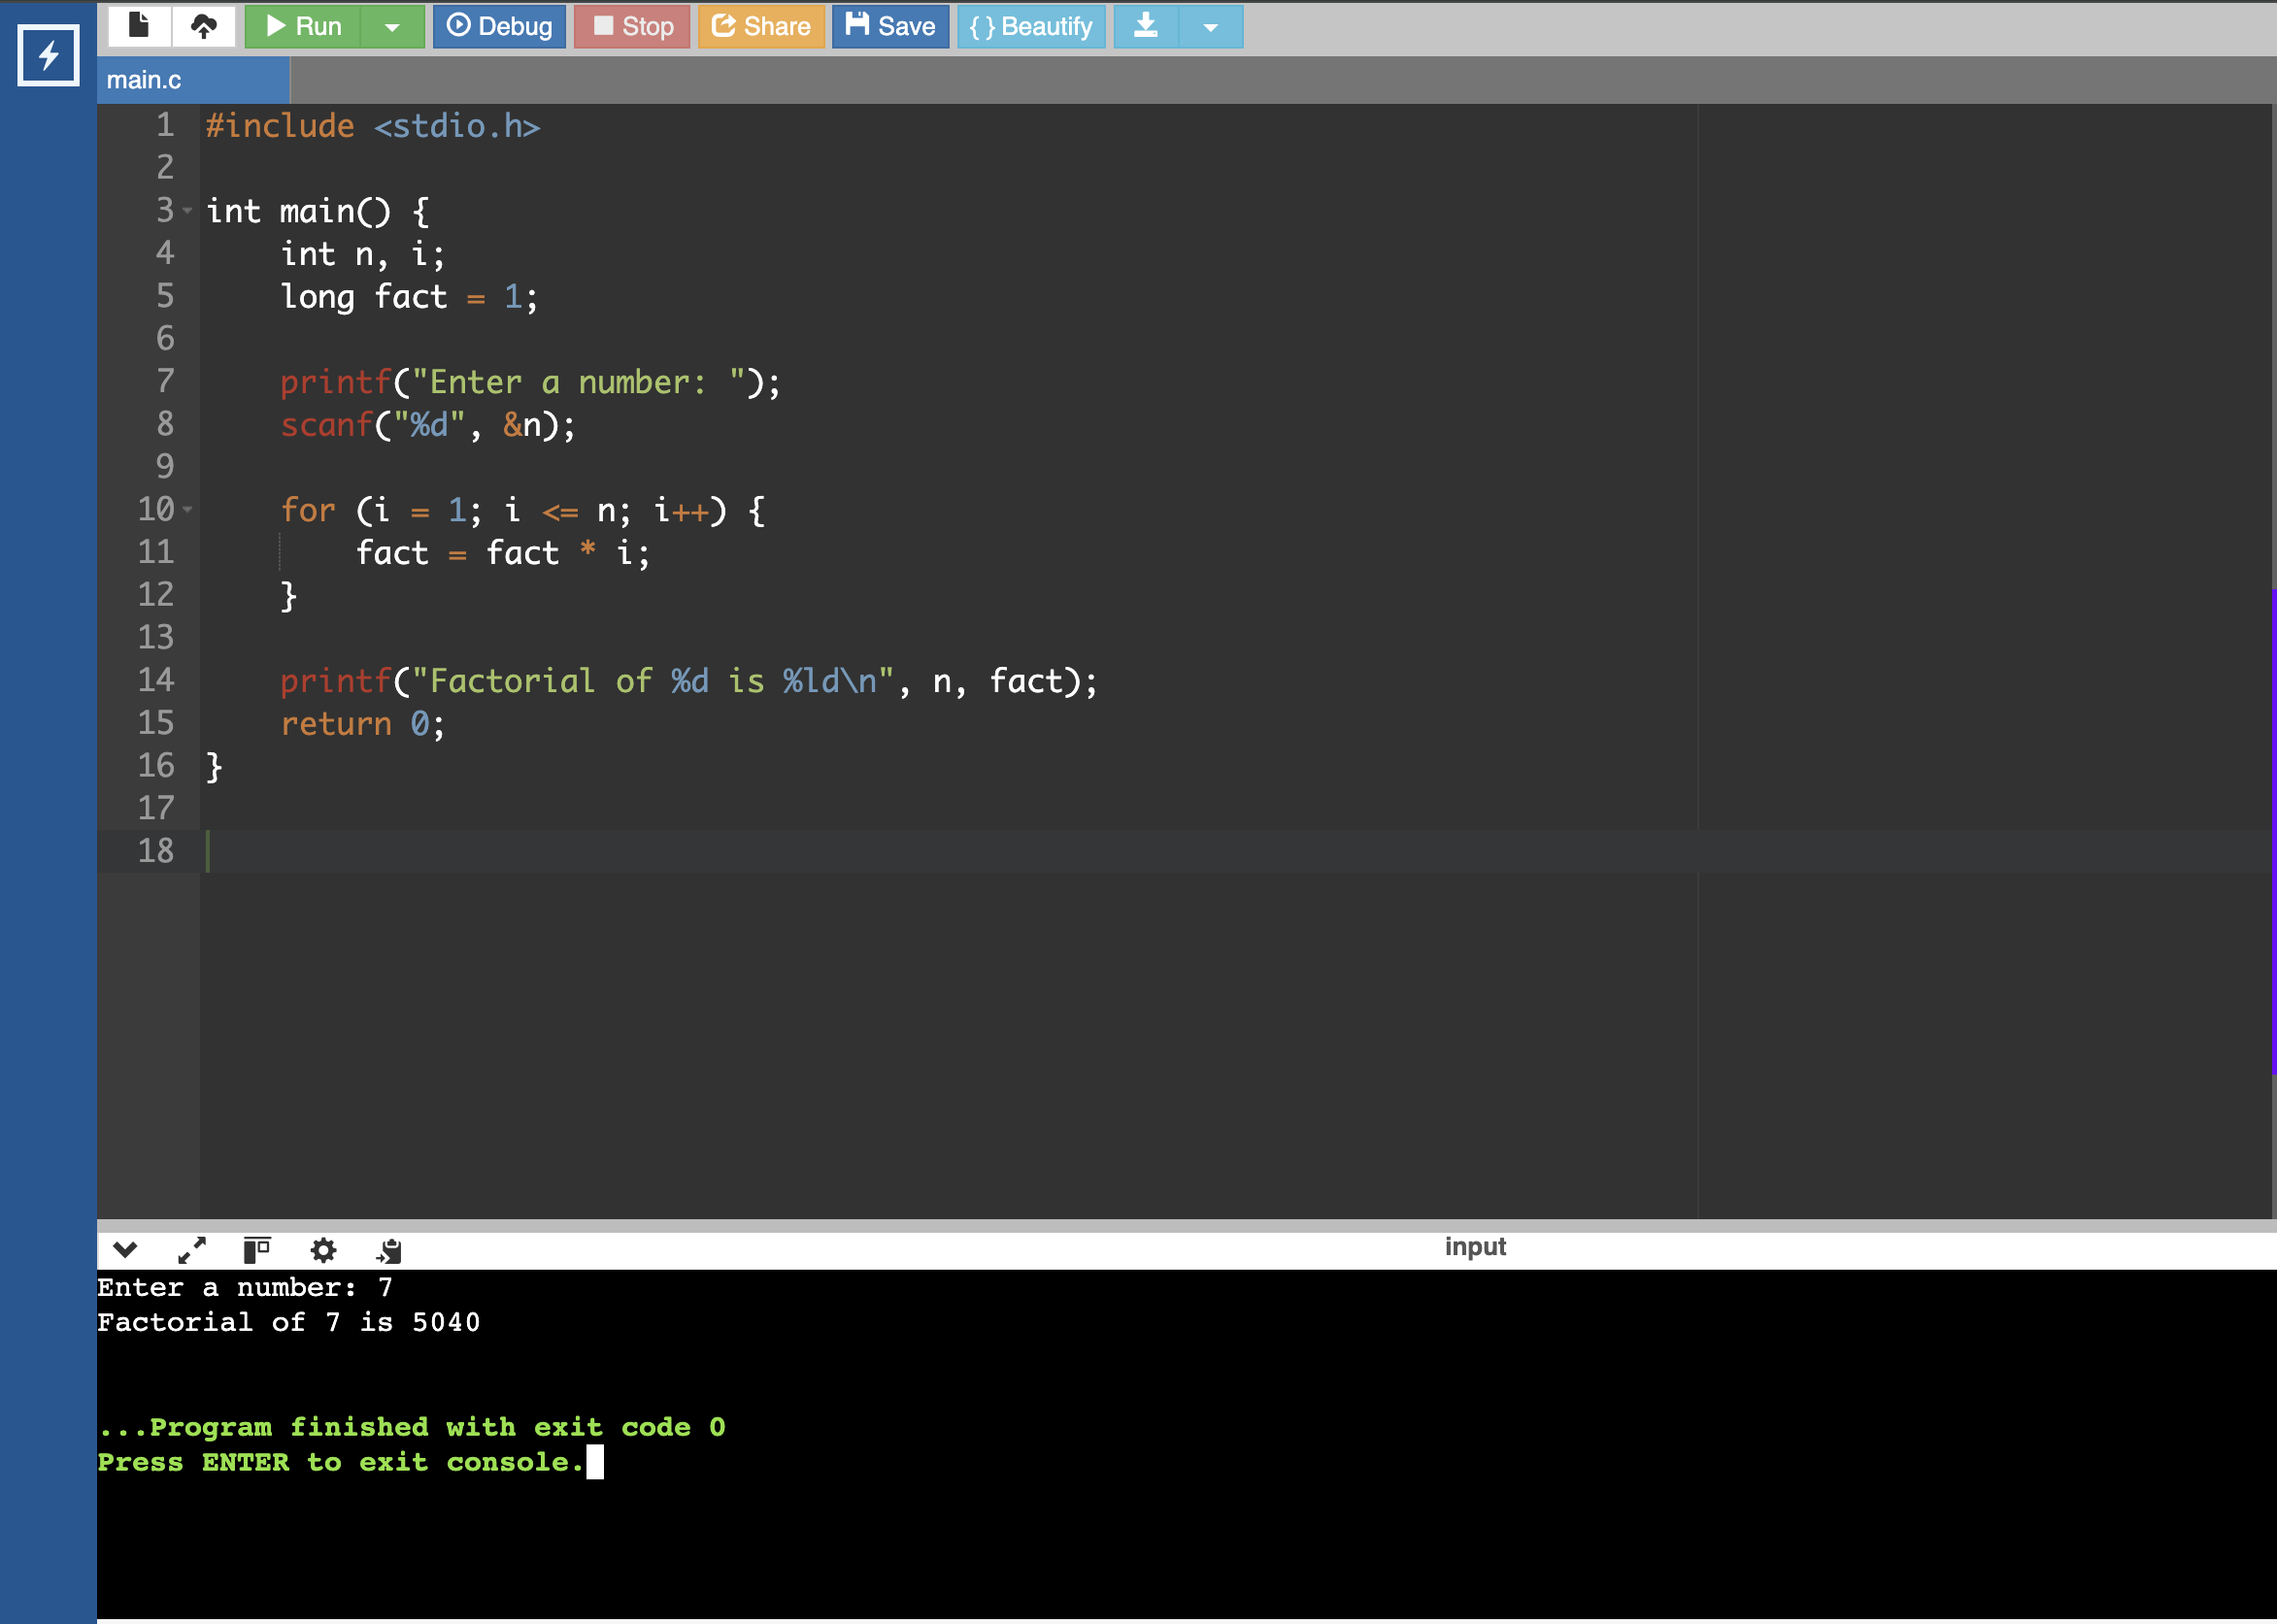 Run Debug Stop Share Save { } Beautify
main.c
1 #include <stdio.h>
2
3 int main() {
4     int n, i;
5     long fact = 1;
6
7     printf("Enter a number: ");
8     scanf("%d", &n);
9
10     for (i = 1; i <= n; i++) {
11         fact = fact * i;
12     }
13
14     printf("Factorial of %d is %ld\n", n, fact);
15     return 0;
16 }
17
18
input
Enter a number: 7
Factorial of 7 is 5040
...Program finished with exit code 0
Press ENTER to exit console.